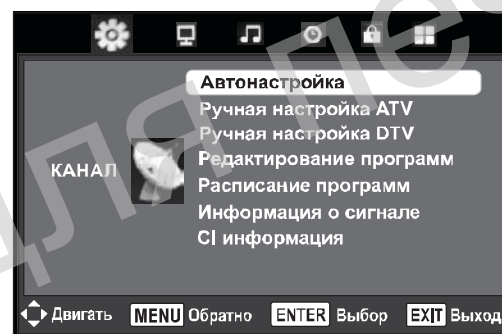 Автонастройка
Ручная настройка ATV
Ручная настройка DTV
Редактирование программ
КАНАЛ
Расписание программ
Информация о сигнале
CI информация
Двигать MENU Обратно ENTER Выбор EXIT Выход